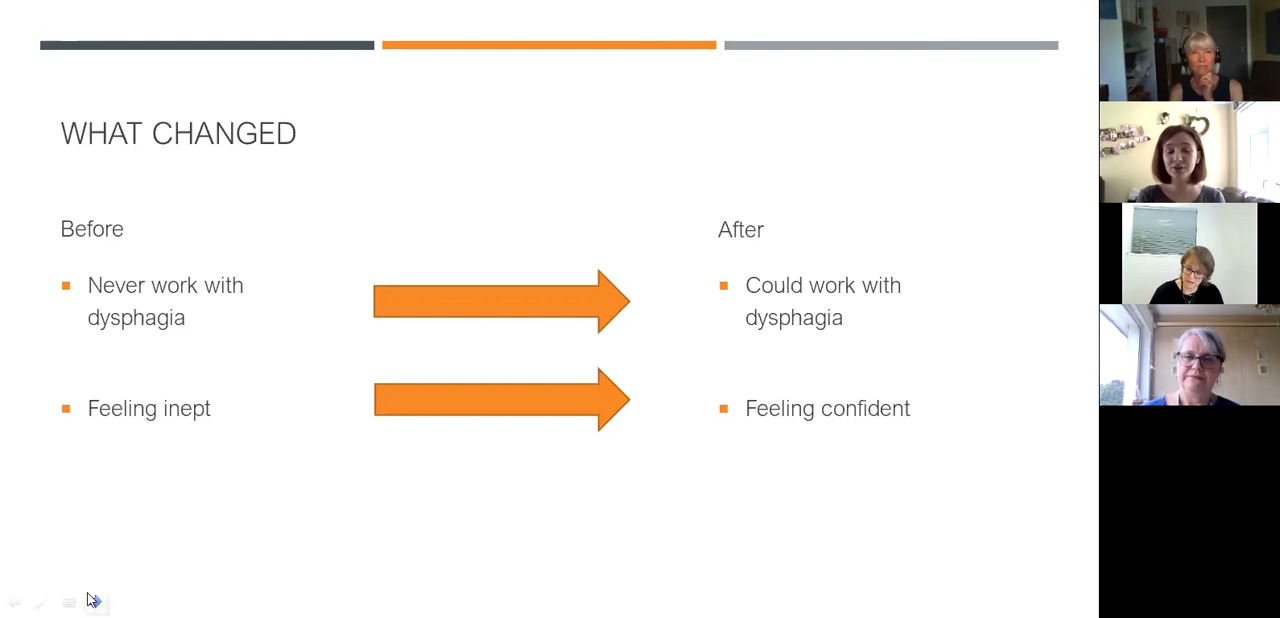 WHAT CHANGED
Before
Never work with
dysphagia
Feeling inept
After
Could work with
dysphagia
Feeling confident